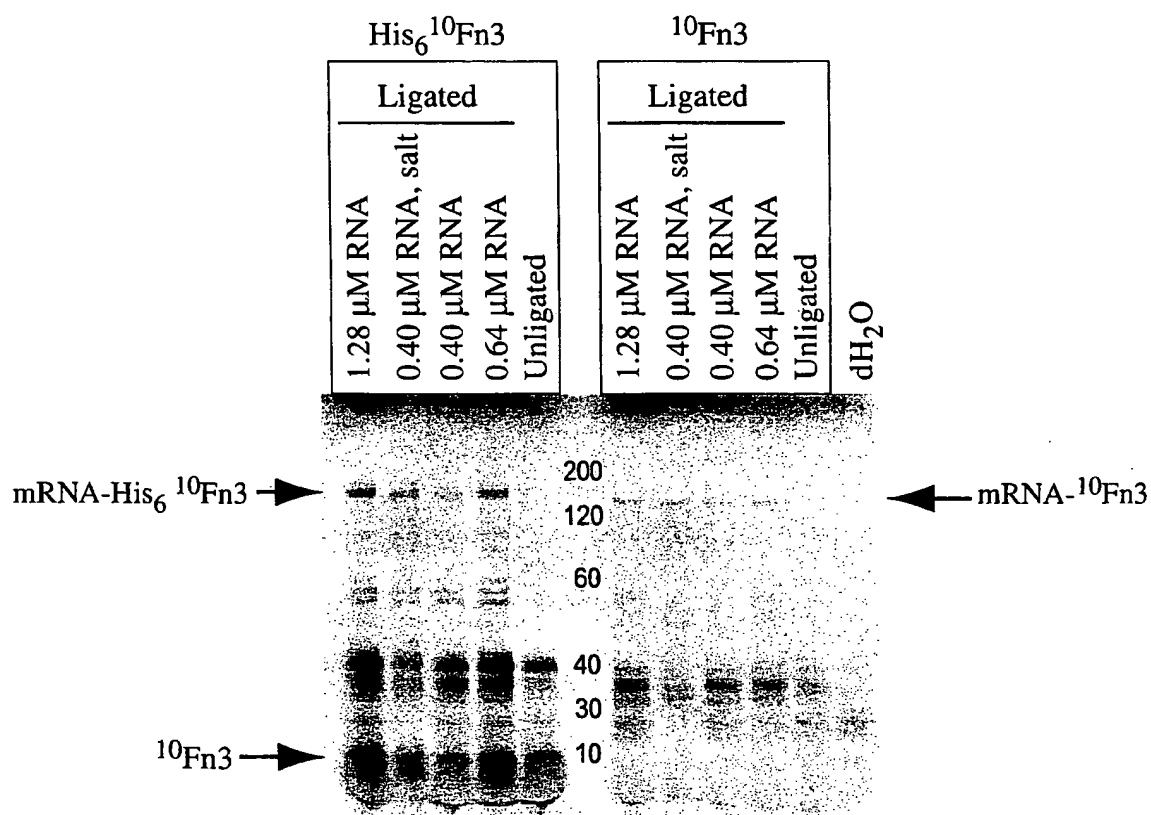 His₆¹⁰Fn3
¹⁰Fn3
Ligated
Ligated
1.28 μM RNA
0.40 μM RNA, salt
0.40 μM RNA
0.64 μM RNA
Unligated
1.28 μM RNA
0.40 μM RNA, salt
0.40 μM RNA
0.64 μM RNA
Unligated
dH₂O
200
mRNA-His₆ ¹⁰Fn3
mRNA-¹⁰Fn3
120
60
40
30
10
¹⁰Fn3